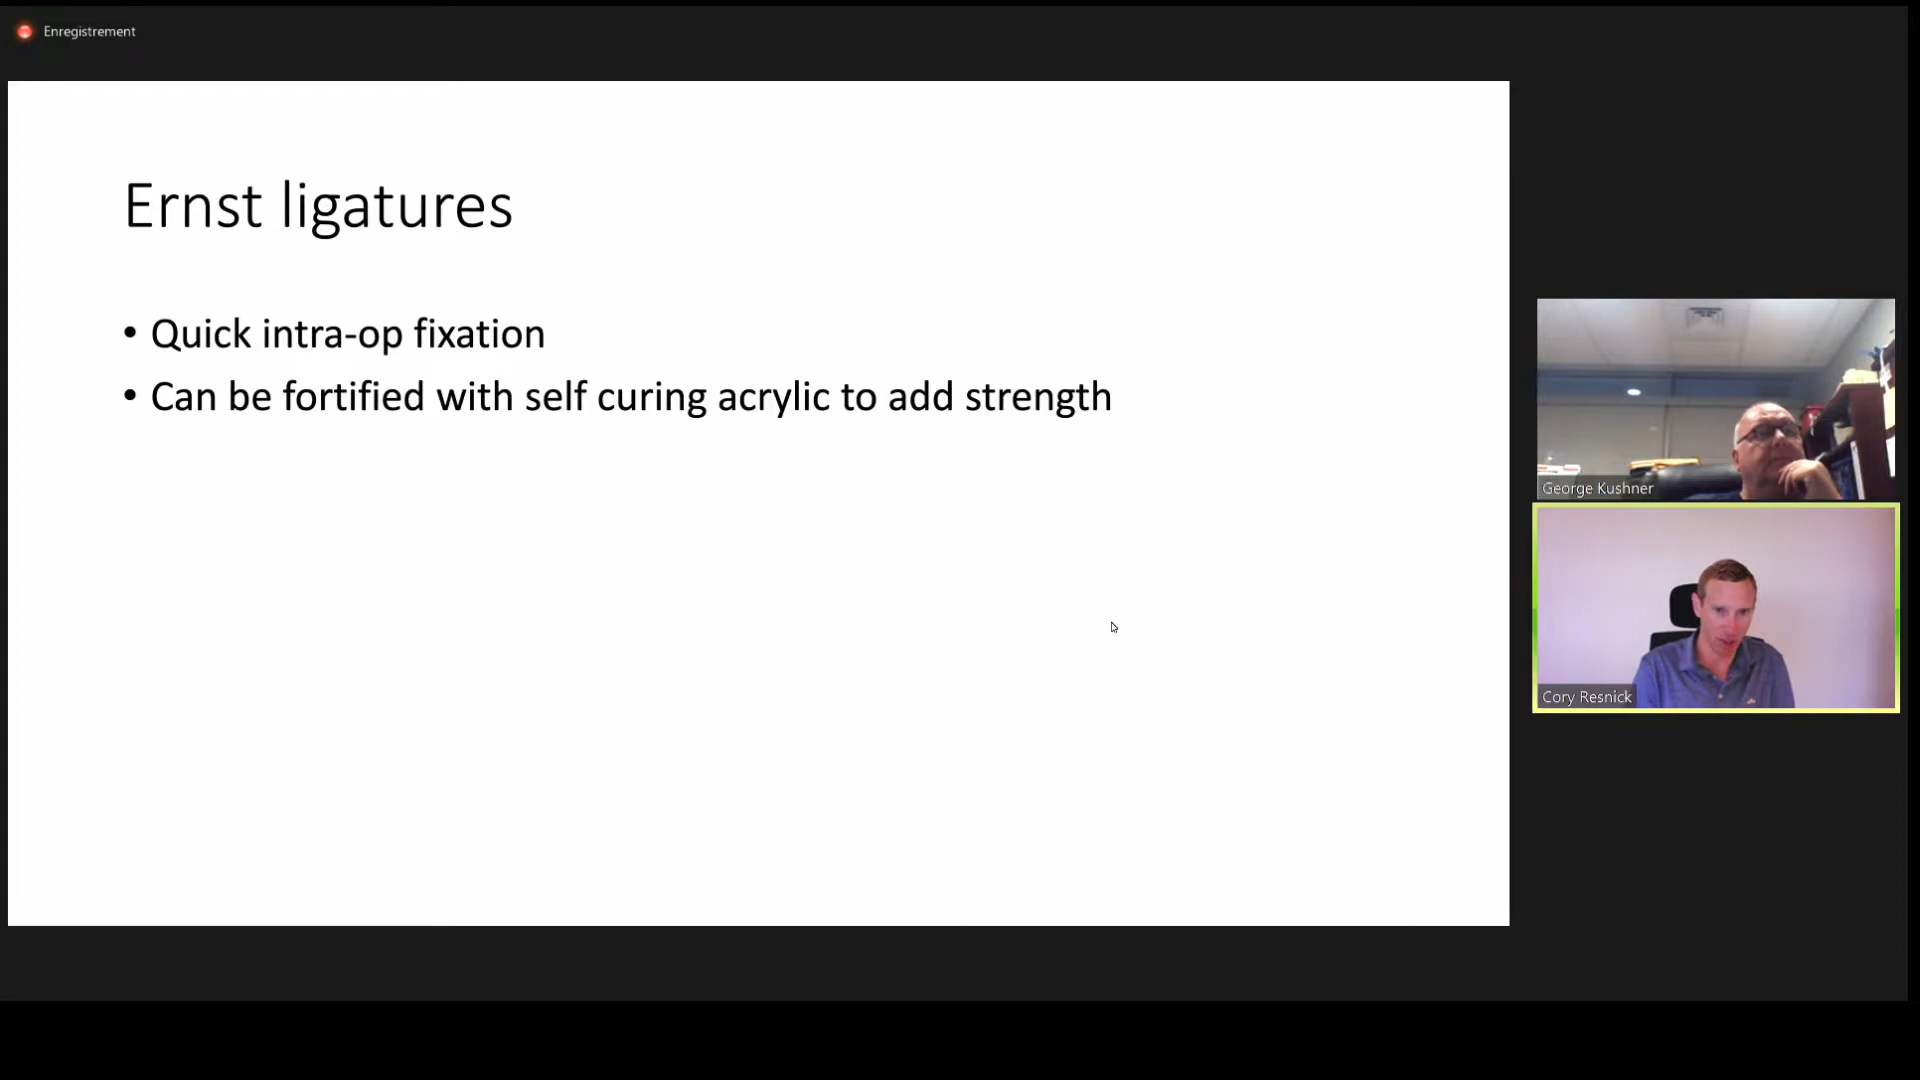 Enregistrement
Ernst ligatures
• Quick intra-op fixation
• Can be fortified with self curing acrylic to add strength
George Kushner
Cory Resnick